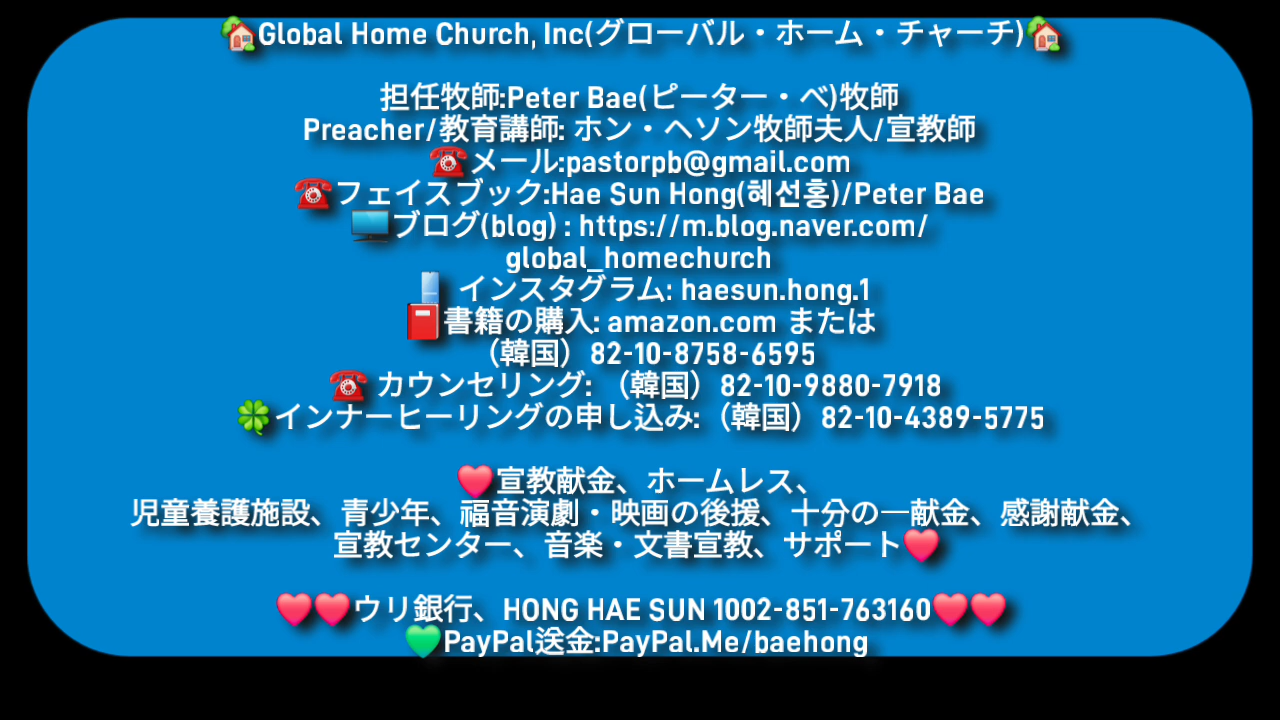 🏡Global Home Church, Inc(グローバル・ホーム・チャーチ)🏡
担任牧師:Peter Bae(ピーター・ベ)牧師
Preacher/教育講師: ホン・ヘソン牧師夫人/宣教師
☎️メール:pastorpb@gmail.com
☎️フェイスブック:Hae Sun Hong(혜선홍)/Peter Bae
🖥️ブログ(blog) : https://m.blog.naver.com/
global_homechurch
インスタグラム: haesun.hong.1
📕書籍の購入: amazon.com または
（韓国）82-10-8758-6595
☎️ カウンセリング: （韓国）82-10-9880-7918
🍀インナーヒーリングの申し込み:（韓国）82-10-4389-5775
❤️宣教献金、ホームレス、
児童養護施設、青少年、福音演劇・映画の後援、十分の一献金、感謝献金、
宣教センター、音楽・文書宣教、サポート❤️
❤️❤️ウリ銀行、HONG HAE SUN 1002-851-763160❤️❤️
💚PayPal送金:PayPal.Me/baehong